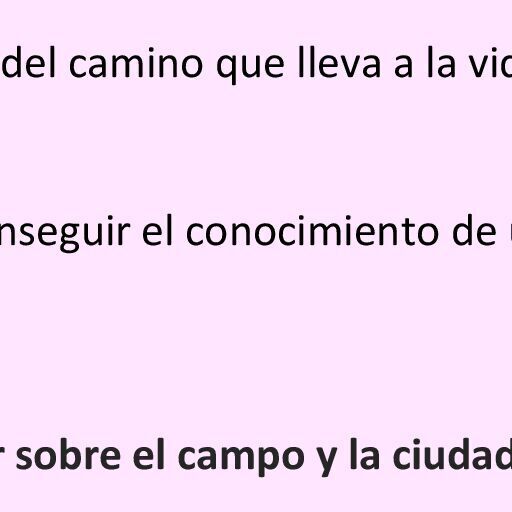 del camino que lleva a la vid
nseguir el conocimiento de
r sobre el campo y la ciudad